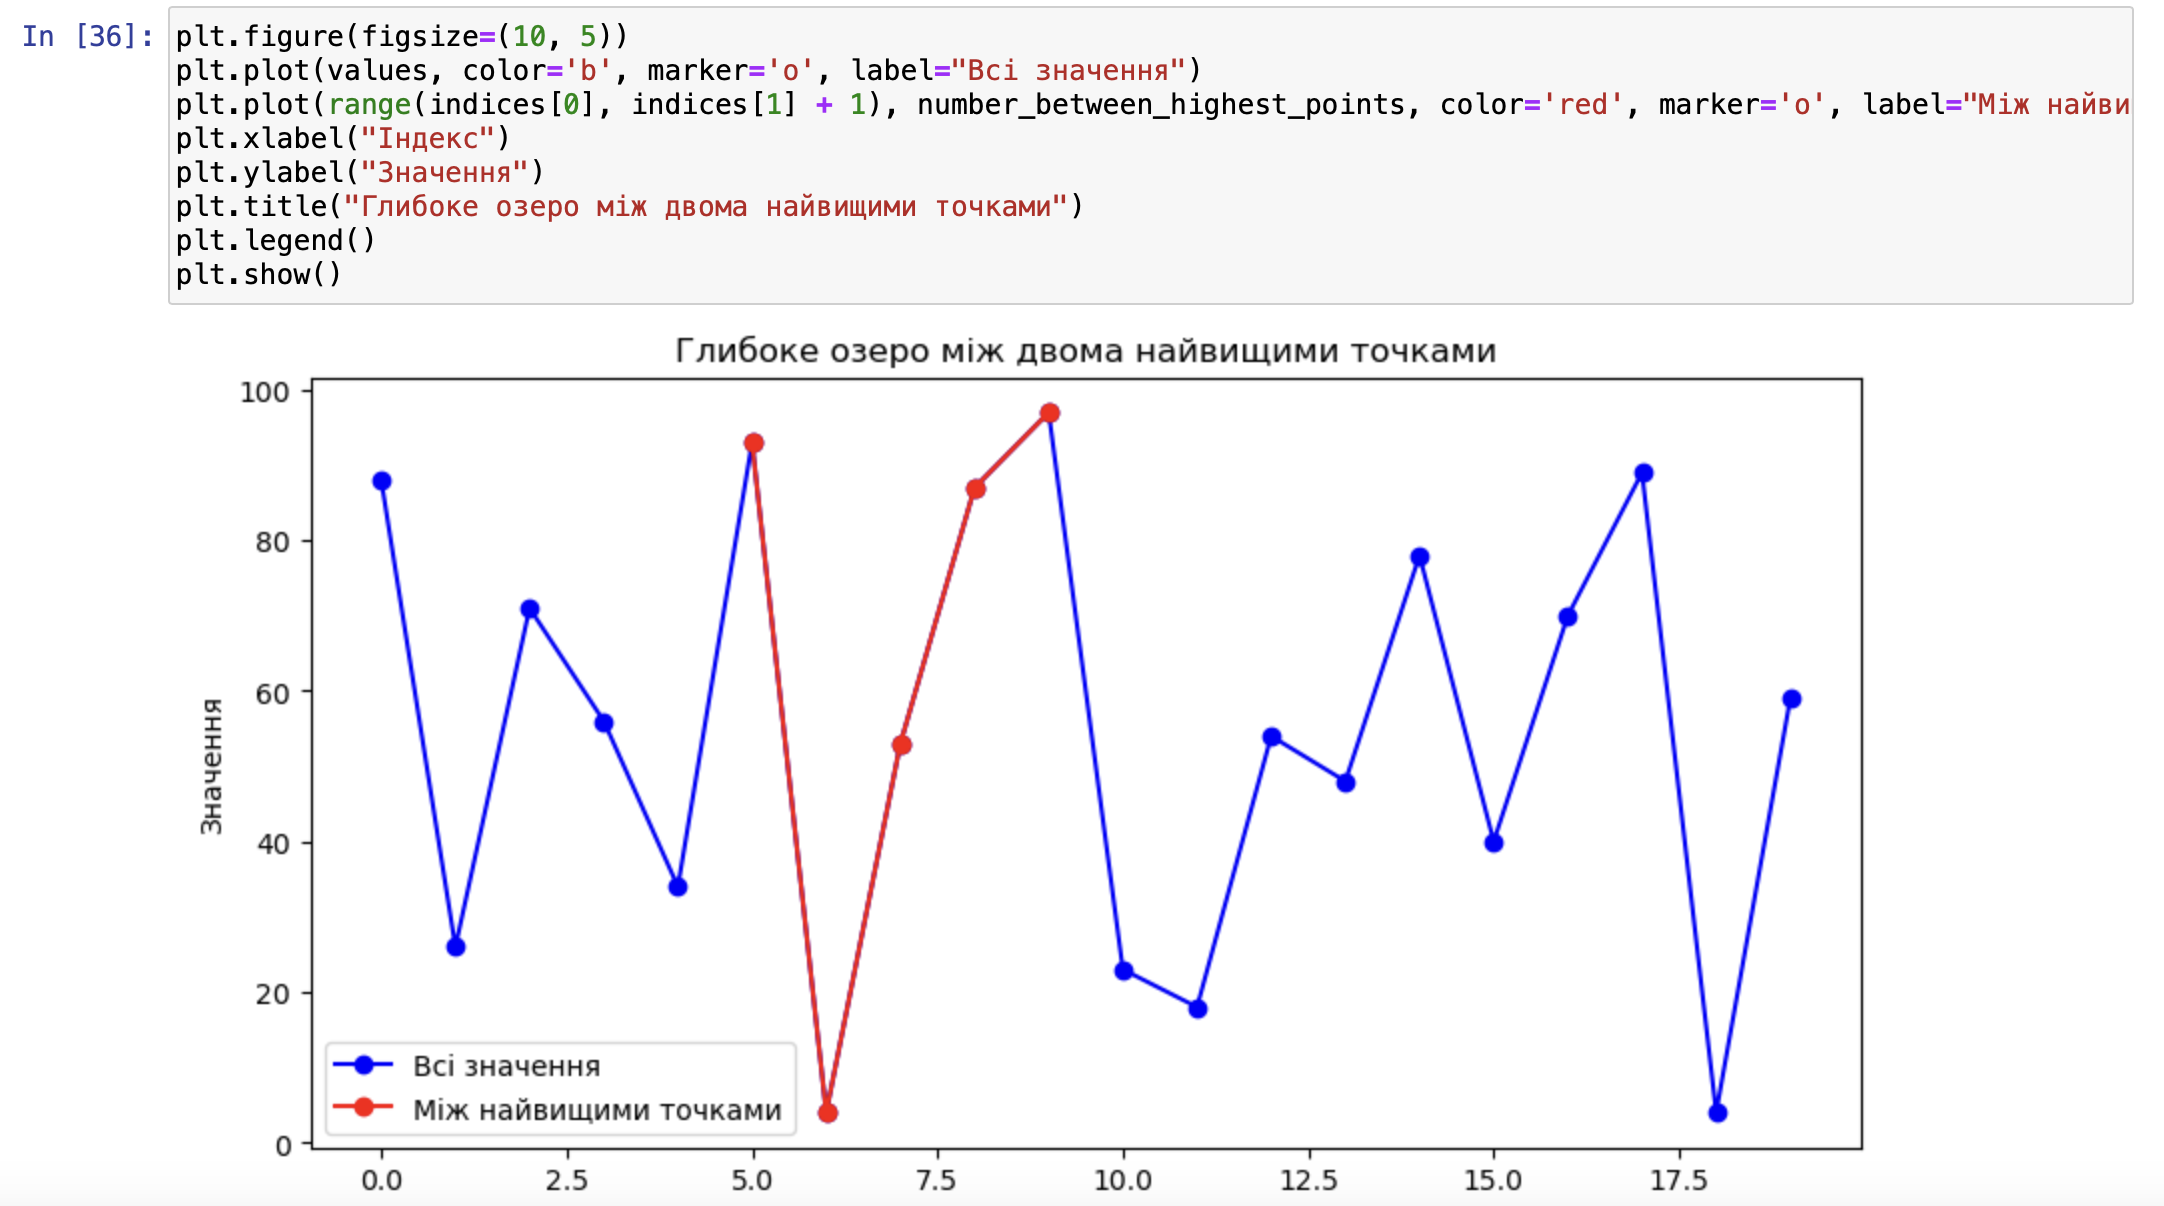 In [36]:
plt.figure(figsize=(10, 5))
plt.plot(values, color='b', marker='o', label="Всі значення")
plt.plot(range(indices[0], indices[1] + 1), number_between_highest_points, color='red', marker='o', label="Між найви
plt.xlabel("Індекс")
plt.ylabel("Значення")
plt.title("Глибоке озеро між двома найвищими точками")
plt.legend()
plt.show()
Глибоке озеро між двома найвищими точками
100
80
60
40
20
0
Значення
Всі значення
Між найвищими точками
0.0 2.5 5.0 7.5 10.0 12.5 15.0 17.5